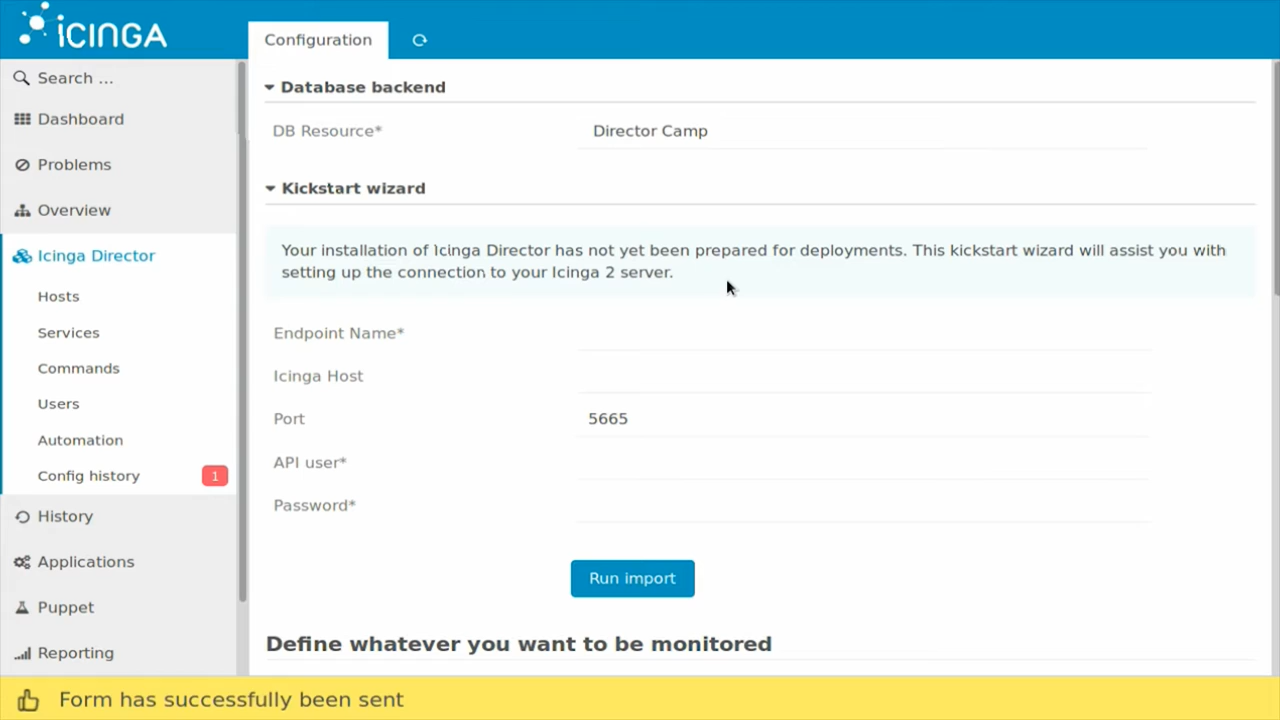 icinga
Configuration
Search ...
Dashboard
Problems
Overview
Icinga Director
Hosts
Services
Commands
Users
Automation
Config history 1
History
Applications
Puppet
Reporting
Database backend
DB Resource* Director Camp
Kickstart wizard
Your installation of Icinga Director has not yet been prepared for deployments. This kickstart wizard will assist you with
setting up the connection to your Icinga 2 server.
Endpoint Name*
Icinga Host
Port 5665
API user*
Password*
Run import
Define whatever you want to be monitored
Form has successfully been sent